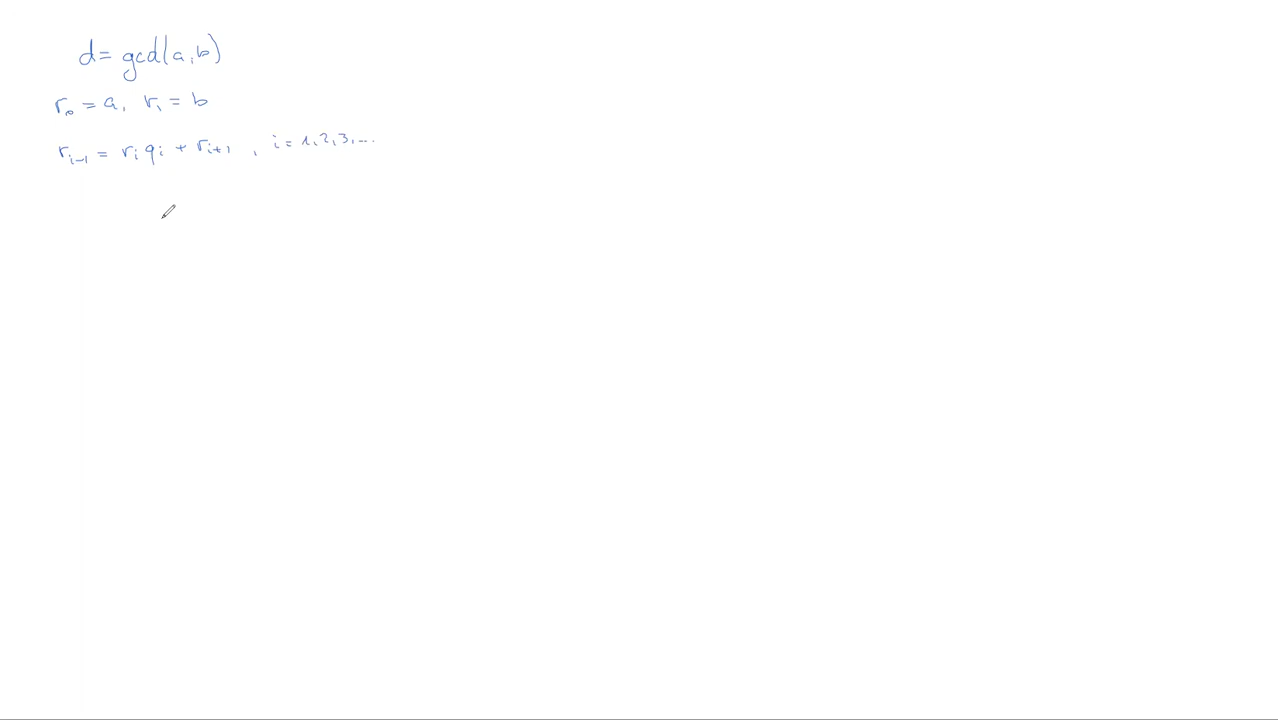 d = gcd(a, b)
r₀ = a, r₁ = b
rᵢ₋₁ = rᵢ qᵢ + rᵢ₊₁ , i = 1, 2, 3, ...